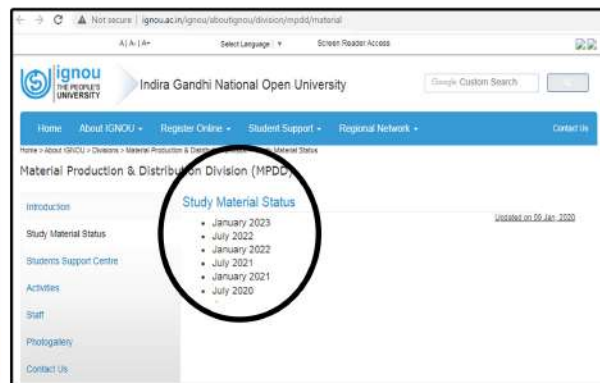 Not secure | ignou.ac.in/ignou/aboutignou/division/mpdd/material
A| A-| A+ Select Language ▼ Screen Reader Access
ignou
THE PEOPLE'S
UNIVERSITY
Indira Gandhi National Open University
Google Custom Search
Home About IGNOU Register Online Student Support Regional Network Contact Us
Home > About IGNOU > Divisions > Material Production & Study Material Status
Material Production & Distribution Division (MPDD)
Introduction
Study Material Status
Students Support Centre
Activities
Staff
Photogallery
Contact Us
Study Material Status
Updated on 09 Jan, 2020
• January 2023
• July 2022
• January 2022
• July 2021
• January 2021
• July 2020